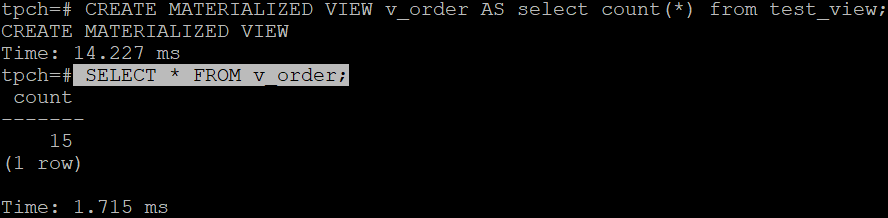 tpch=# CREATE MATERIALIZED VIEW v_order AS select count(*) from test_view;
CREATE MATERIALIZED VIEW
Time: 14.227 ms
tpch=# SELECT * FROM v_order;
count
-------
15
(1 row)
Time: 1.715 ms